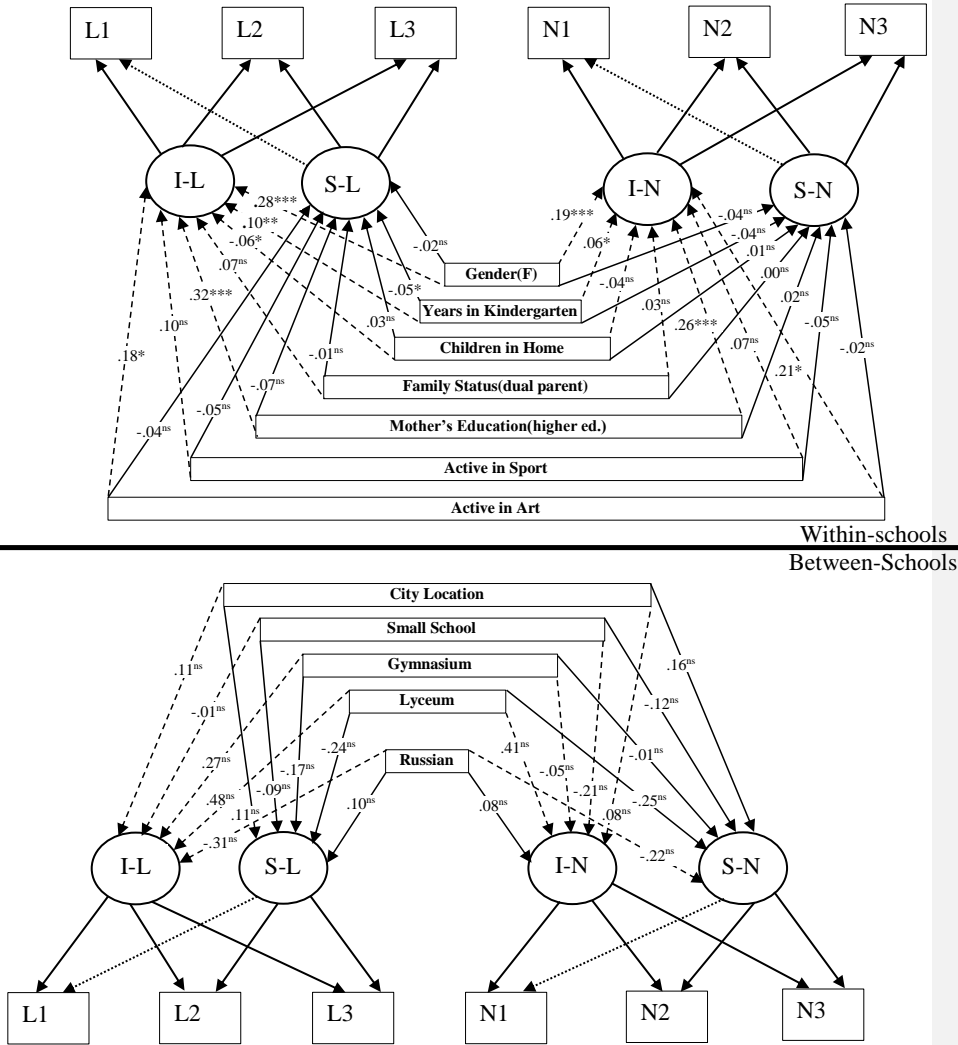 L1
L2
L3
N1
N2
N3
I-L
S-L
I-N
S-N
.28***
.10**
-.06*
.07ns
.32***
.10ns
.18*
-.02ns
-.05*
.03ns
-.01ns
-.07ns
-.05ns
-.04ns
.19***
.06*
-.04ns
.03ns
.26***
.07ns
.21*
-.04ns
-.04ns
.01ns
.00ns
.02ns
-.05ns
-.02ns
Gender(F)
Years in Kindergarten
Children in Home
Family Status(dual parent)
Mother's Education(higher ed.)
Active in Sport
Active in Art
Within-schools
Between-Schools
City Location
Small School
Gymnasium
Lyceum
Russian
.11ns
-.01ns
.27ns
.48ns
-.31ns
.11ns
-.09ns
-.17ns
-.24ns
.10ns
.08ns
.41ns
-.05ns
-.21ns
.08ns
.16ns
-.12ns
-.01ns
-.25ns
-.22ns
I-L
S-L
I-N
S-N
L1
L2
L3
N1
N2
N3